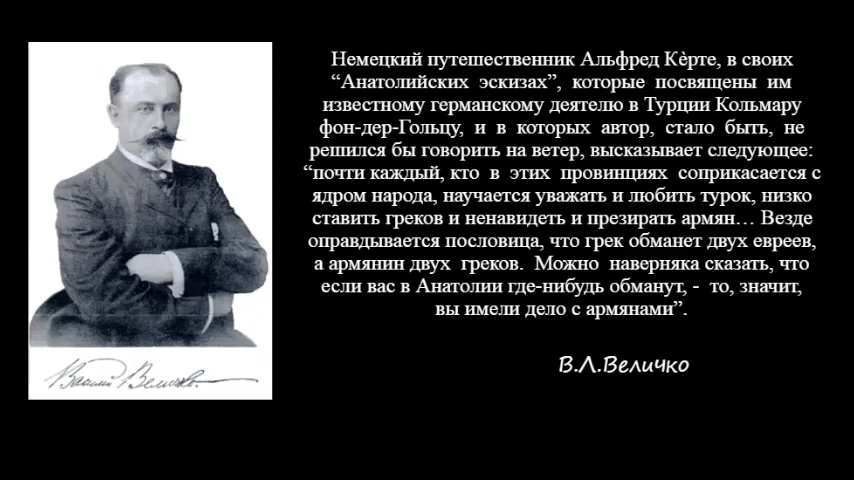 Немецкий путешественник Альфред Кѐрте, в своих
“Анатолийских эскизах”, которые посвящены им
известному германскому деятелю в Турции Кольмару
фон-дер-Гольцу, и в которых автор, стало быть, не
решился бы говорить на ветер, высказывает следующее:
“почти каждый, кто в этих провинциях соприкасается с
ядром народа, научается уважать и любить турок, низко
ставить греков и ненавидеть и презирать армян… Везде
оправдывается пословица, что грек обманет двух евреев,
а армянин двух греков. Можно наверняка сказать, что
если вас в Анатолии где-нибудь обманут, - то, значит,
вы имели дело с армянами”.
В.Л.Величко
Василий Величко